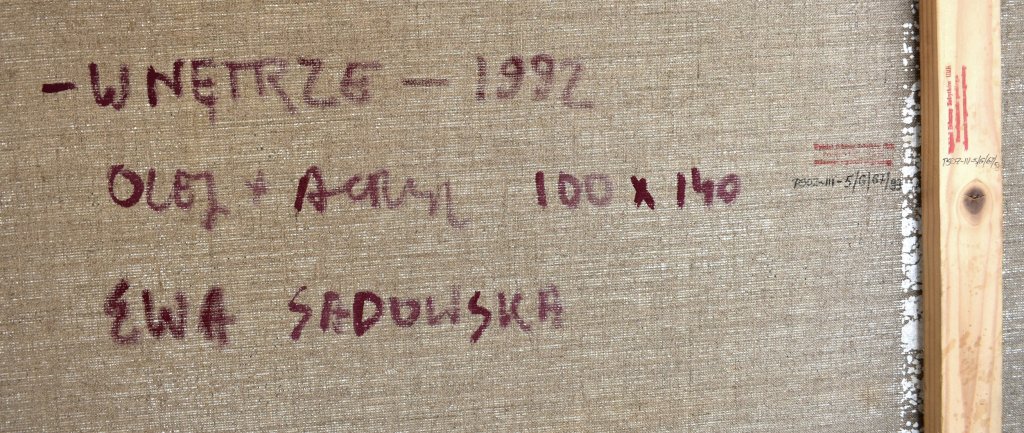 - WNĘTRZE — 1992
OLEJ + ACRYL 100 X 140
EWA SADOWSKA